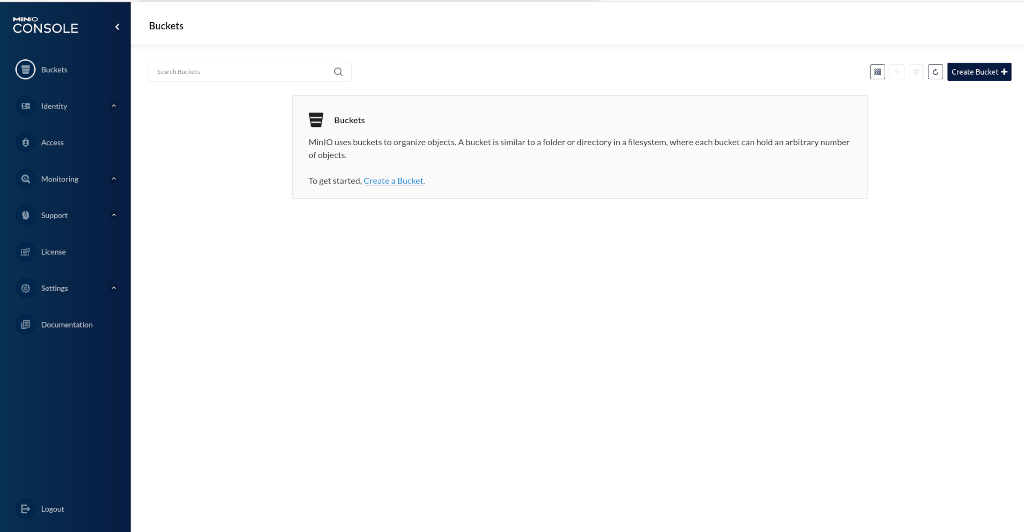 MINIO
CONSOLE
Buckets
Identity
Access
Monitoring
Support
License
Settings
Documentation
Logout
Buckets
Search Buckets
Create Bucket
Buckets
MinIO uses buckets to organize objects. A bucket is similar to a folder or directory in a filesystem, where each bucket can hold an arbitrary number
of objects.
To get started, Create a Bucket.